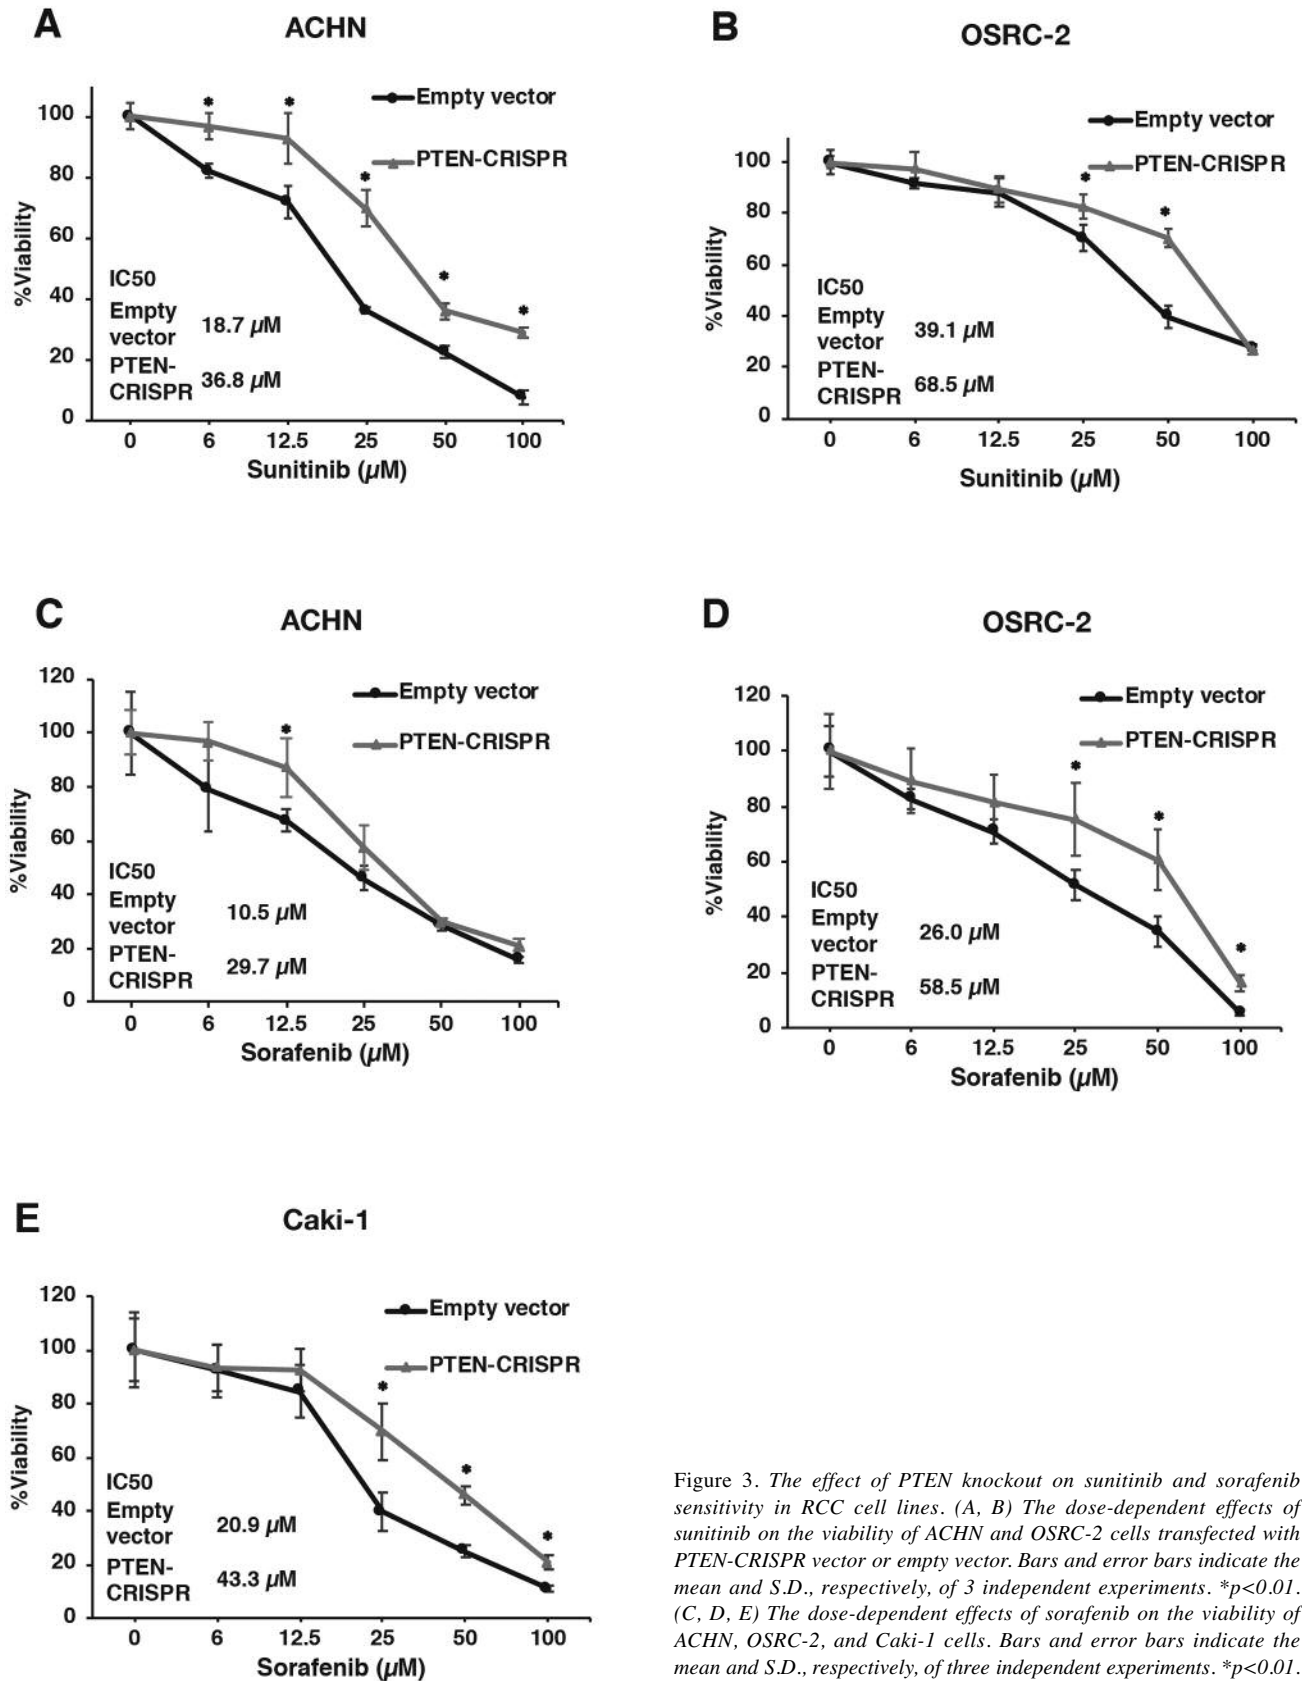 A
ACHN
Empty vector
PTEN-CRISPR
100
80
60
40
20
0
%Viability
IC50
Empty
vector
18.7 µM
PTEN-
CRISPR
36.8 µM
0 6 12.5 25 50 100
Sunitinib (µM)
* * * * *
B
OSRC-2
Empty vector
PTEN-CRISPR
100
80
60
40
20
0
%Viability
IC50
Empty
vector
39.1 µM
PTEN-
CRISPR
68.5 µM
0 6 12.5 25 50 100
Sunitinib (µM)
* *
C
ACHN
Empty vector
PTEN-CRISPR
120
100
80
60
40
20
0
%Viability
IC50
Empty
vector
10.5 µM
PTEN-
CRISPR
29.7 µM
0 6 12.5 25 50 100
Sorafenib (µM)
*
D
OSRC-2
Empty vector
PTEN-CRISPR
120
100
80
60
40
20
0
%Viability
IC50
Empty
vector
26.0 µM
PTEN-
CRISPR
58.5 µM
0 6 12.5 25 50 100
Sorafenib (µM)
* * *
E
Caki-1
Empty vector
PTEN-CRISPR
120
100
80
60
40
20
0
%Viability
IC50
Empty
vector
20.9 µM
PTEN-
CRISPR
43.3 µM
0 6 12.5 25 50 100
Sorafenib (µM)
* * *
Figure 3. The effect of PTEN knockout on sunitinib and sorafenib
sensitivity in RCC cell lines. (A, B) The dose-dependent effects of
sunitinib on the viability of ACHN and OSRC-2 cells transfected with
PTEN-CRISPR vector or empty vector. Bars and error bars indicate the
mean and S.D., respectively, of 3 independent experiments. *p<0.01.
(C, D, E) The dose-dependent effects of sorafenib on the viability of
ACHN, OSRC-2, and Caki-1 cells. Bars and error bars indicate the
mean and S.D., respectively, of three independent experiments. *p<0.01.